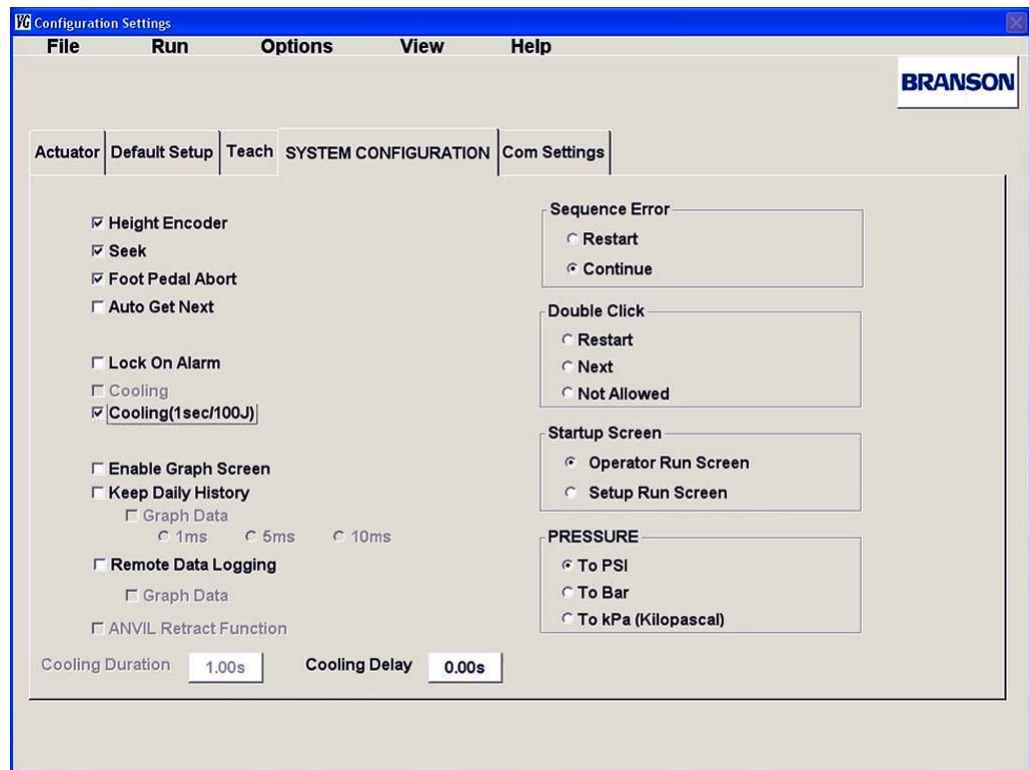 VG Configuration Settings
File Run Options View Help
BRANSON
Actuator Default Setup Teach SYSTEM CONFIGURATION Com Settings
Height Encoder
Seek
Foot Pedal Abort
Auto Get Next
Lock On Alarm
Cooling
Cooling(1sec/100J)
Enable Graph Screen
Keep Daily History
Graph Data
1ms 5ms 10ms
Remote Data Logging
Graph Data
ANVIL Retract Function
Cooling Duration 1.00s Cooling Delay 0.00s
Sequence Error
Restart
Continue
Double Click
Restart
Next
Not Allowed
Startup Screen
Operator Run Screen
Setup Run Screen
PRESSURE
To PSI
To Bar
To kPa (Kilopascal)